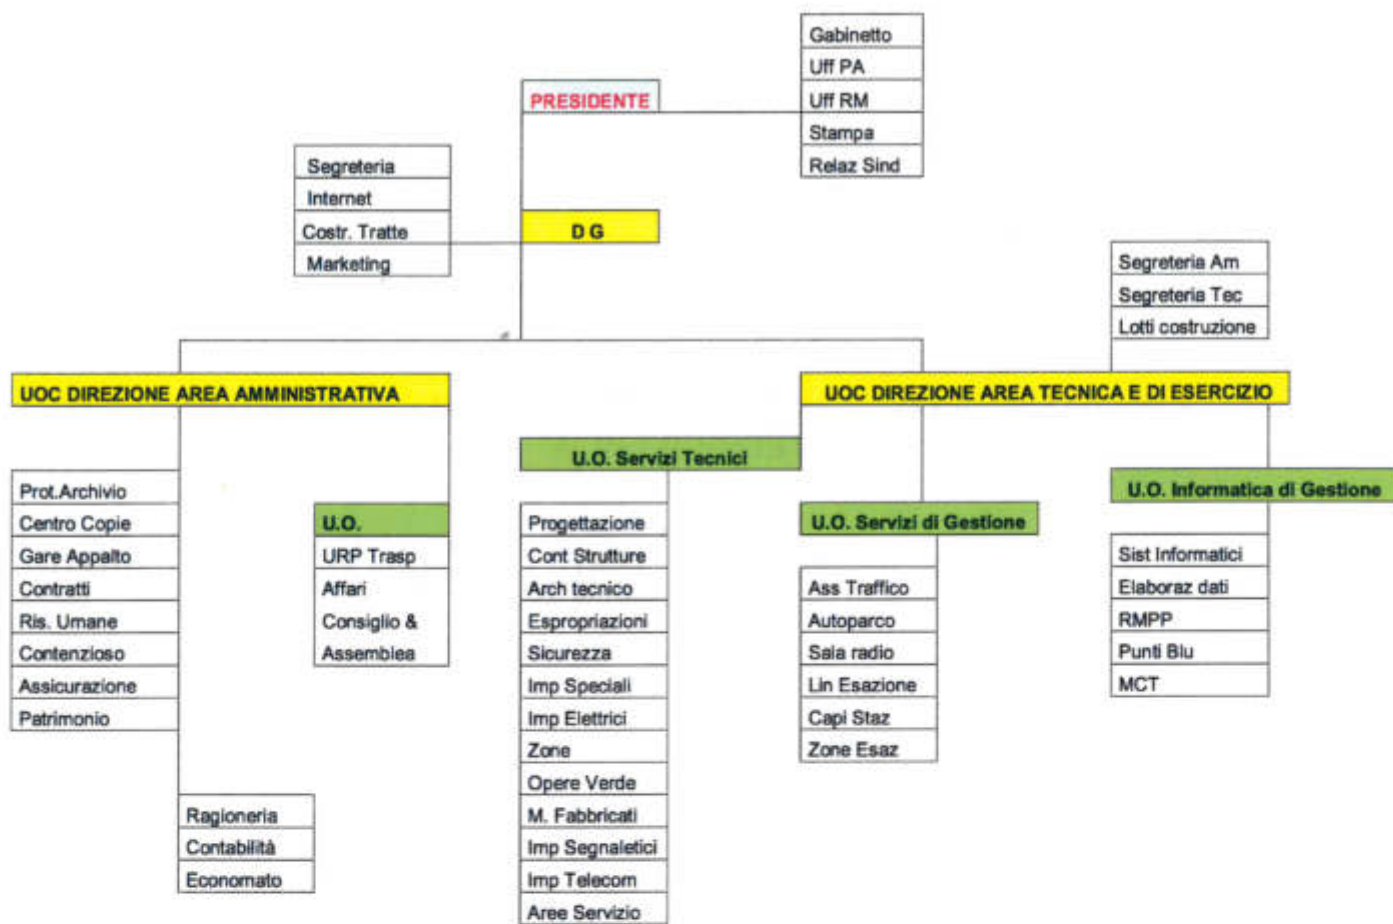 Gabinetto
Uff PA
PRESIDENTE
Uff RM
Stampa
Relaz Sind
Segreteria
Internet
Costr. Tratte
Marketing
D G
Segreteria Am
Segreteria Tec
Lotti costruzione
UOC DIREZIONE AREA AMMINISTRATIVA
UOC DIREZIONE AREA TECNICA E DI ESERCIZIO
Prot.Archivio
Centro Copie
Gare Appalto
Contratti
Ris. Umane
Contenzioso
Assicurazione
Patrimonio
Ragioneria
Contabilità
Economato
U.O.
URP Trasp
Affari
Consiglio &
Assemblea
U.O. Servizi Tecnici
Progettazione
Cont Strutture
Arch tecnico
Espropriazioni
Sicurezza
Imp Speciali
Imp Elettrici
Zone
Opere Verde
M. Fabbricati
Imp Segnaletici
Imp Telecom
Aree Servizio
U.O. Servizi di Gestione
Ass Traffico
Autoparco
Sala radio
Lin Esazione
Capi Staz
Zone Esaz
U.O. Informatica di Gestione
Sist Informatici
Elaboraz dati
RMPP
Punti Blu
MCT